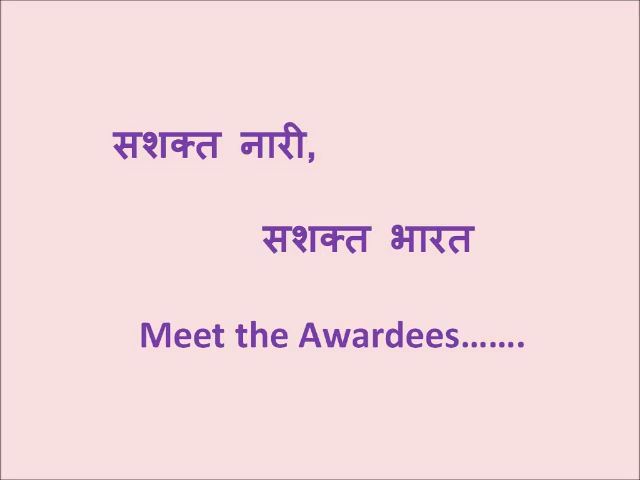 सशक्त नारी,
सशक्त भारत
Meet the Awardees.......